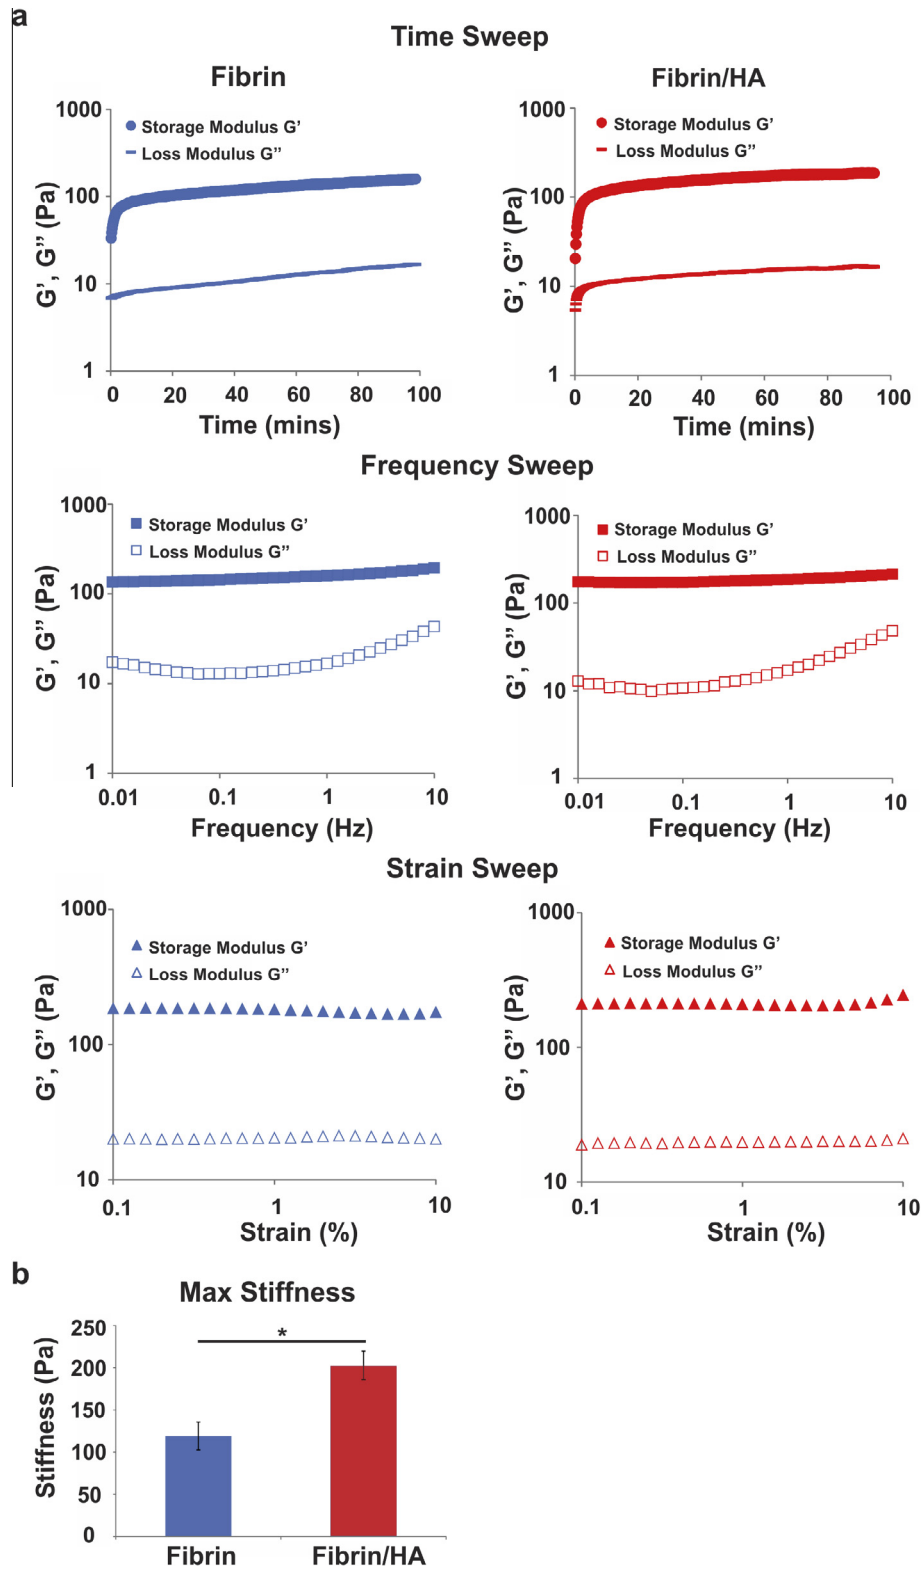 a
Time Sweep
Fibrin
1000
100
10
1
G’, G” (Pa)
Storage Modulus G’
Loss Modulus G”
0 20 40 60 80 100
Time (mins)
Fibrin/HA
1000
100
10
1
G’, G” (Pa)
Storage Modulus G’
Loss Modulus G”
0 20 40 60 80 100
Time (mins)
Frequency Sweep
1000
100
10
1
G’, G” (Pa)
Storage Modulus G’
Loss Modulus G”
0.01 0.1 1 10
Frequency (Hz)
1000
100
10
1
G’, G” (Pa)
Storage Modulus G’
Loss Modulus G”
0.01 0.1 1 10
Frequency (Hz)
Strain Sweep
1000
100
10
G’, G” (Pa)
Storage Modulus G’
Loss Modulus G”
0.1 1 10
Strain (%)
1000
100
10
G’, G” (Pa)
Storage Modulus G’
Loss Modulus G”
0.1 1 10
Strain (%)
b
Max Stiffness
250
200
150
100
50
0
Stiffness (Pa)
*
Fibrin Fibrin/HA